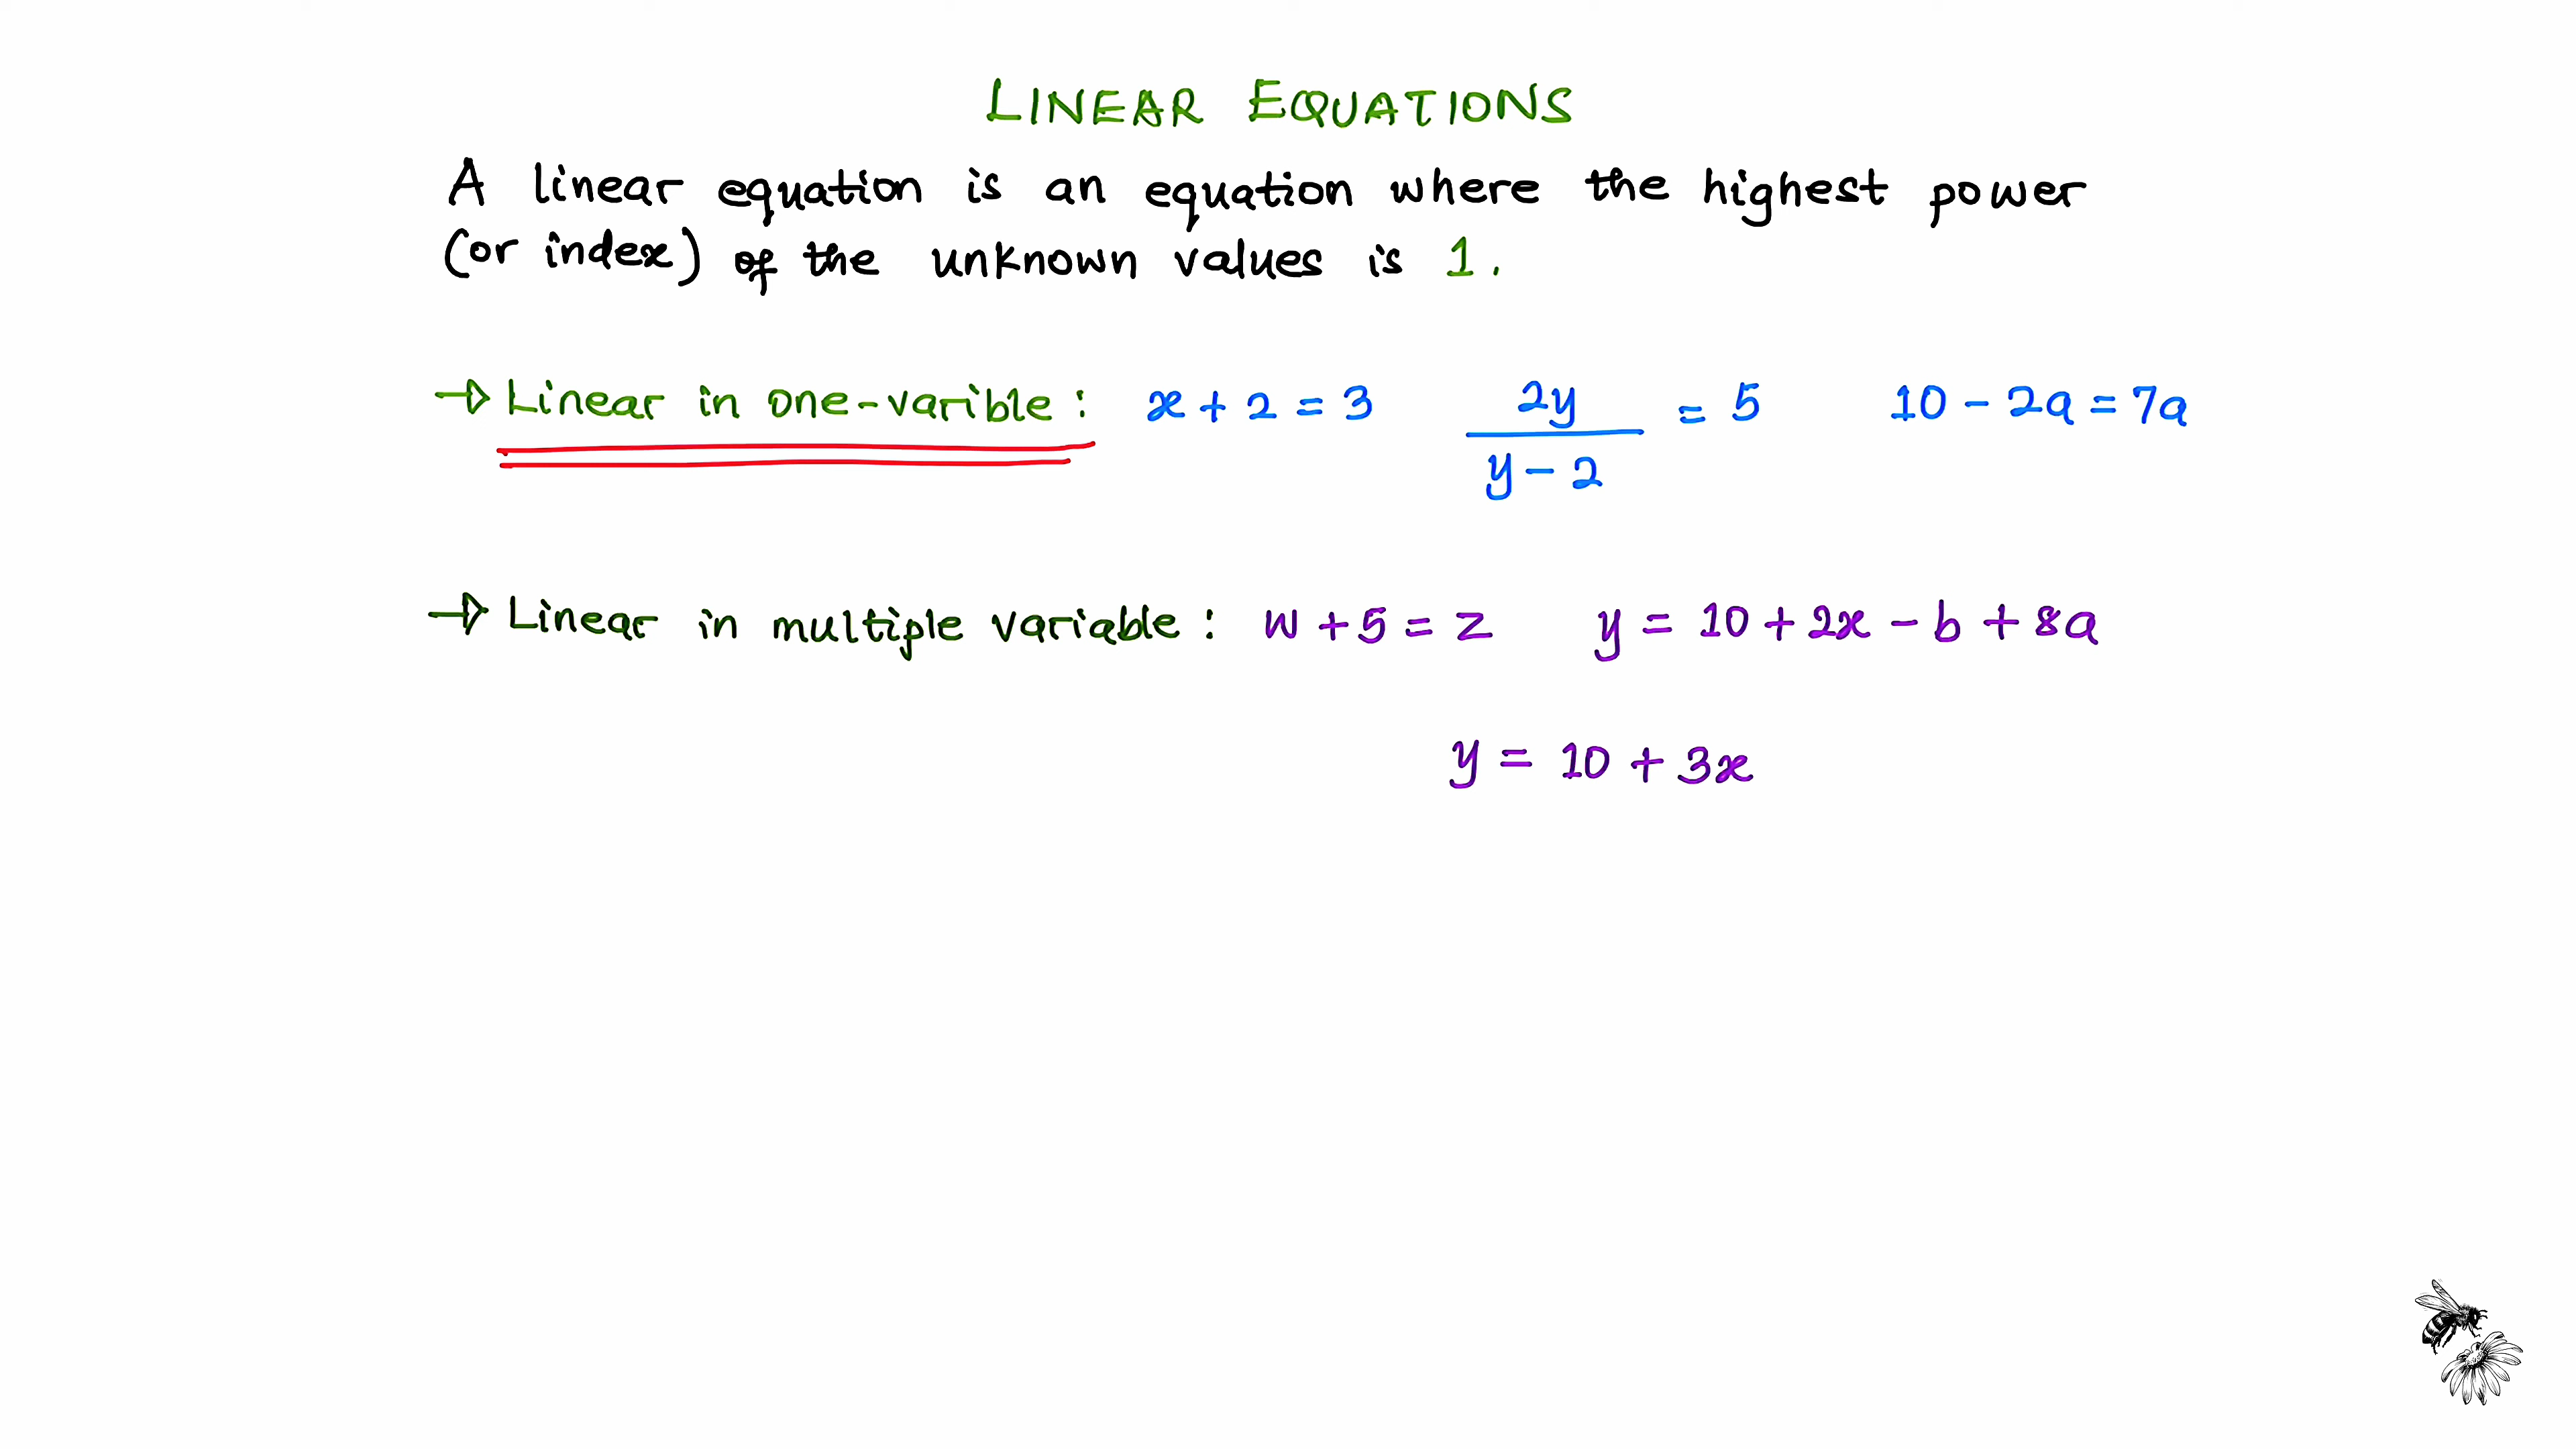 LINEAR EQUATIONS
A linear equation is an equation where the highest power
(or index) of the unknown values is 1.
→ Linear in one-varible: x + 2 = 3 2y / y - 2 = 5 10 - 2a = 7a
→ Linear in multiple variable: w + 5 = z y = 10 + 2x - b + 8a
y = 10 + 3x